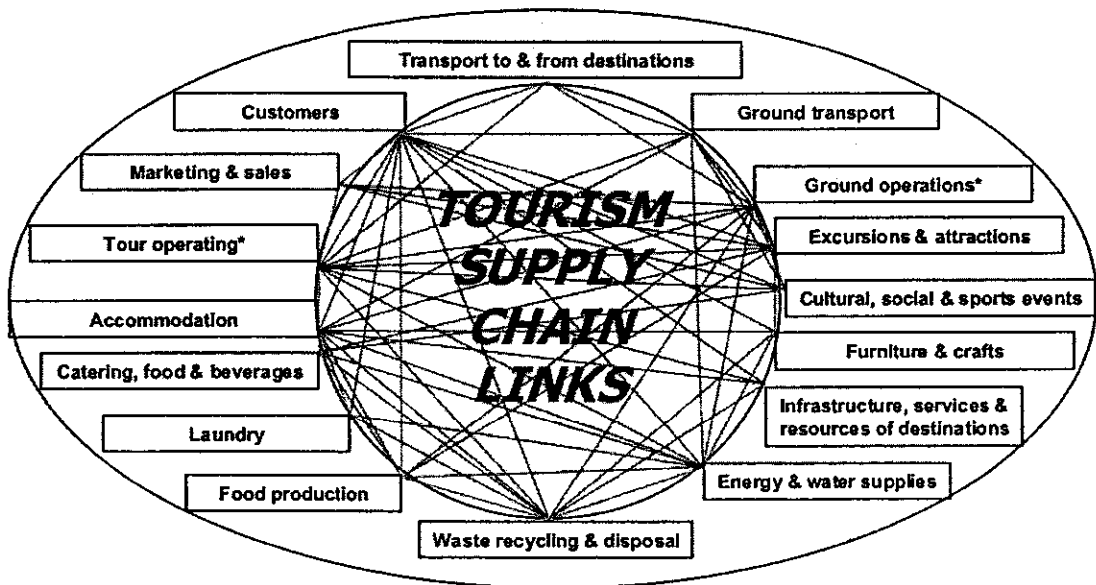 Transport to & from destinations
Customers
Ground transport
Marketing & sales
Ground operations*
Tour operating*
Excursions & attractions
Accommodation
Cultural, social & sports events
Catering, food & beverages
Furniture & crafts
Laundry
Infrastructure, services &
resources of destinations
Food production
Energy & water supplies
Waste recycling & disposal
TOURISM
SUPPLY
CHAIN
LINKS